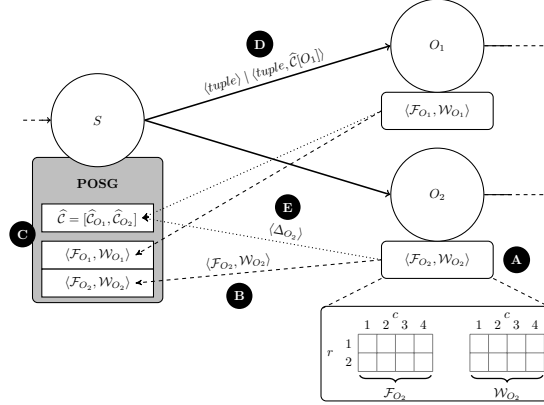 D
O₁
⟨tuple⟩ | ⟨tuple, Ĉ[O₁]⟩
S
⟨F_{O₁}, W_{O₁}⟩
POSG
O₂
Ĉ = [Ĉ_{O₁}, Ĉ_{O₂}]
E
⟨Δ_{O₂}⟩
C
⟨F_{O₁}, W_{O₁}⟩
⟨F_{O₂}, W_{O₂}⟩
⟨F_{O₂}, W_{O₂}⟩
A
⟨F_{O₂}, W_{O₂}⟩
B
c c
1 2 3 4 1 2 3 4
r 1 1
2 2
F_{O₂} W_{O₂}